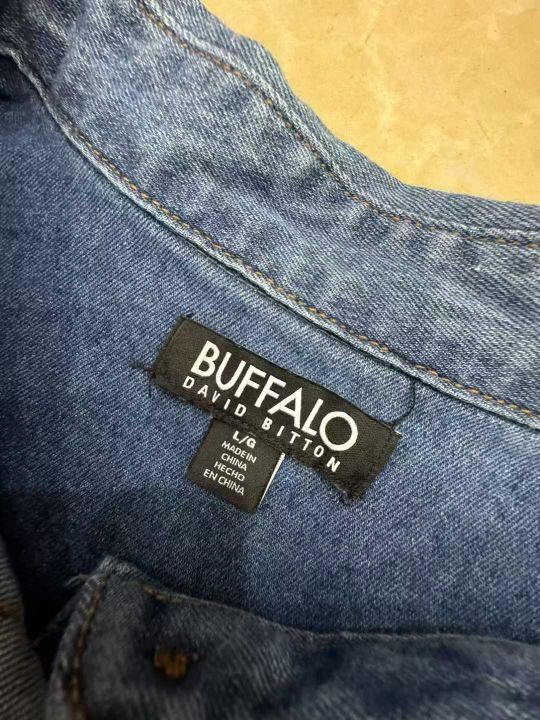 BUFFALO
DAVID BITTON
L/G
MADE IN
CHINA
HECHO
EN CHINA